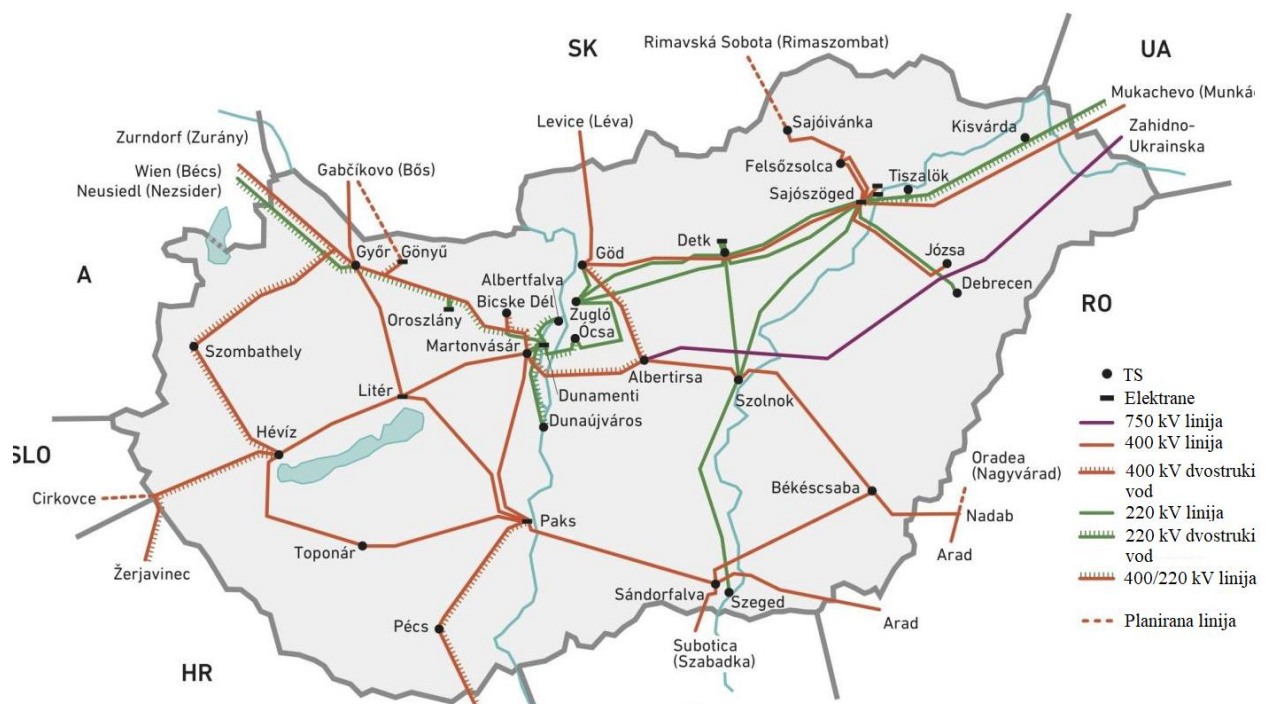 SK
UA
Rimavská Sobota (Rimaszombat)
Mukachevo (Munká
Zurndorf (Zurány)
Levice (Léva)
Sajóivánka
Kisvárda
Zahidno-
Ukrainska
Wien (Bécs)
Neusiedl (Nezsider)
Gabčíkovo (Bős)
Felsőzsolca
Tiszalök
Sajószöged
A
Győr
Gönyű
Göd
Detk
Józsa
Albertfalva
Bicske Dél
Debrecen
Oroszlány
Zugló
Ócsa
RO
Martonvásár
Szombathely
Albertirsa
TS
Dunamenti
Szolnok
Elektrane
Litér
Dunaújváros
750 kV linija
400 kV linija
Hévíz
SLO
Oradea
(Nagyvárad)
400 kV dvostruki
vod
Cirkovce
Békéscsaba
220 kV linija
Nadab
220 kV dvostruki
vod
Paks
Toponár
Arad
400/220 kV linija
Žerjavinec
Sándorfalva
Szeged
Arad
Planirana linija
Pécs
Subotica
(Szabadka)
HR